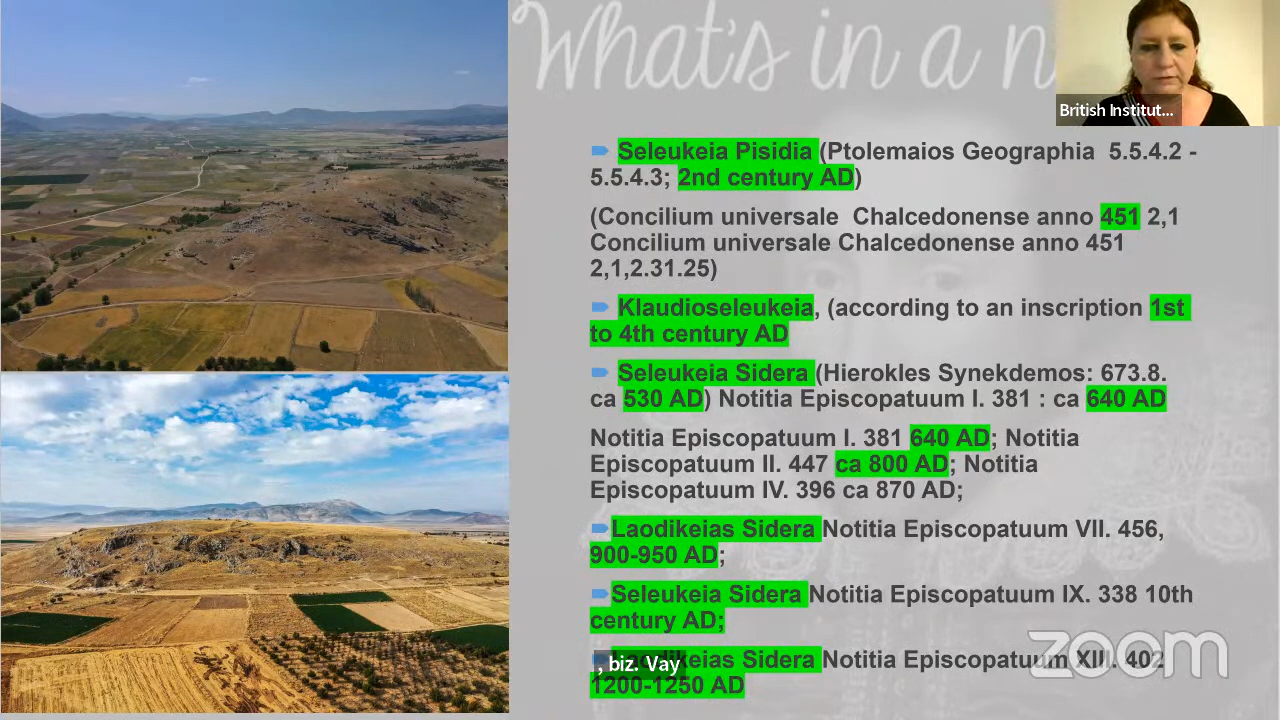 What's in a n
British Institut...
Seleukeia Pisidia (Ptolemaios Geographia 5.5.4.2 -
5.5.4.3; 2nd century AD)
(Concilium universale Chalcedonense anno 451 2,1
Concilium universale Chalcedonense anno 451
2,1,2.31.25)
Klaudioseleukeia, (according to an inscription 1st
to 4th century AD
Seleukeia Sidera (Hierokles Synekdemos: 673.8.
ca 530 AD) Notitia Episcopatuum I. 381 : ca 640 AD
Notitia Episcopatuum I. 381 640 AD; Notitia
Episcopatuum II. 447 ca 800 AD; Notitia
Episcopatuum IV. 396 ca 870 AD;
Laodikeias Sidera Notitia Episcopatuum VII. 456,
900-950 AD;
Seleukeia Sidera Notitia Episcopatuum IX. 338 10th
century AD;
keias Sidera Notitia Episcopatuum XIII. 402
1200-1250 AD
, biz. Vay
zoom